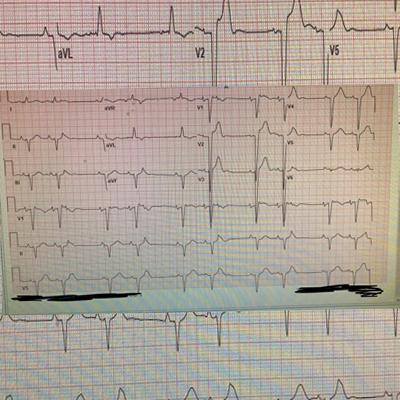 aVL V2 V5
I aVR V1 V4
II aVL V2 V5
III aVF V3 V6
V1
II
V5